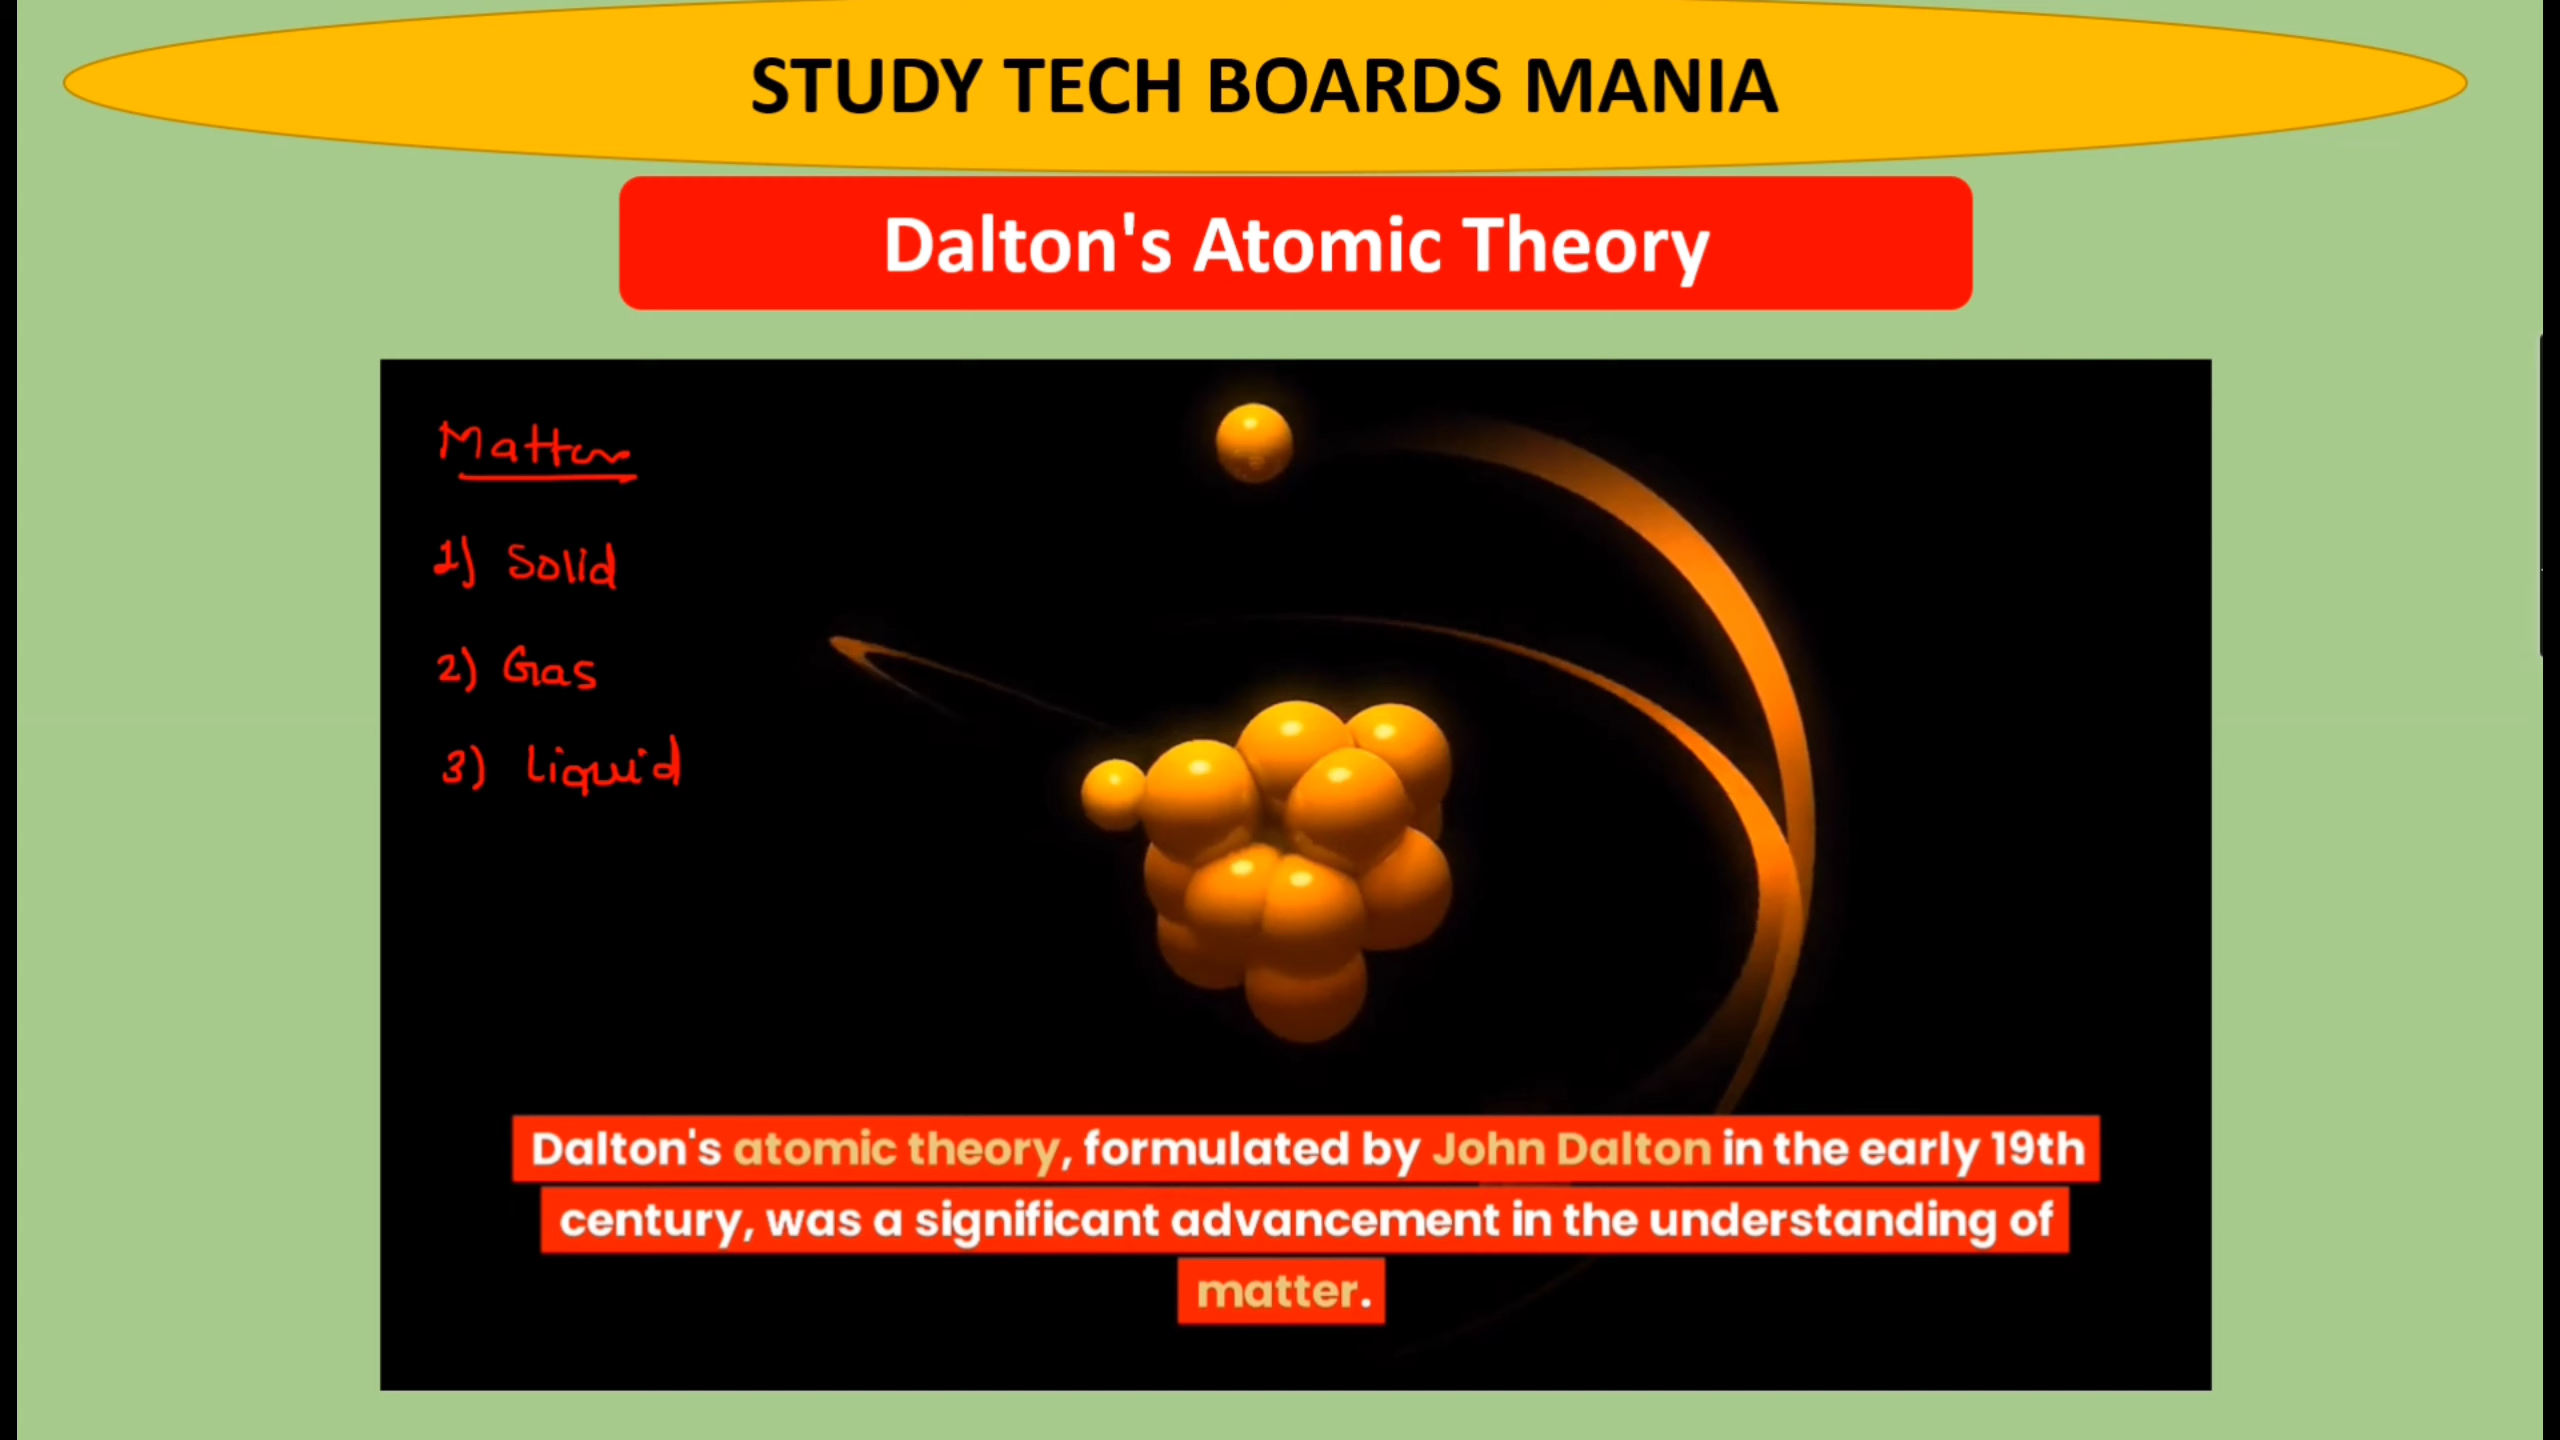 STUDY TECH BOARDS MANIA
Dalton's Atomic Theory
Matter
1) Solid
2) Gas
3) Liquid
Dalton's atomic theory, formulated by John Dalton in the early 19th
century, was a significant advancement in the understanding of
matter.